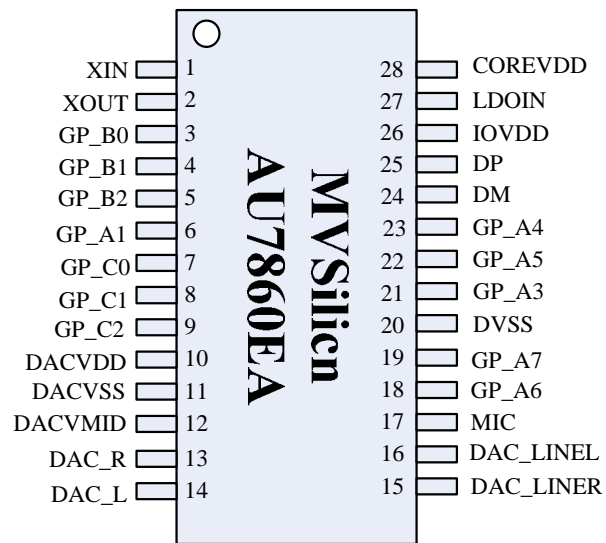 XIN 1 28 COREVDD
XOUT 2 27 LDOIN
GP_B0 3 26 IOVDD
GP_B1 4 25 DP
GP_B2 5 24 DM
GP_A1 6 23 GP_A4
GP_C0 7 22 GP_A5
GP_C1 8 21 GP_A3
GP_C2 9 20 DVSS
DACVDD 10 19 GP_A7
DACVSS 11 18 GP_A6
DACVMID 12 17 MIC
DAC_R 13 16 DAC_LINEL
DAC_L 14 15 DAC_LINER
MVSilicn
AU7860EA